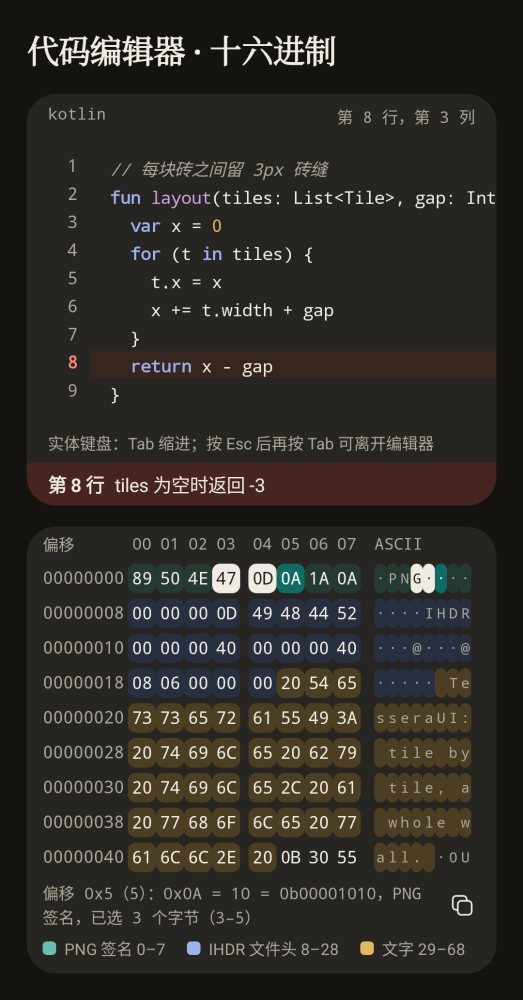 代码编辑器 · 十六进制
kotlin 第 8 行，第 3 列
1 // 每块砖之间留 3px 砖缝
2 fun layout(tiles: List<Tile>, gap: Int
3 var x = 0
4 for (t in tiles) {
5 t.x = x
6 x += t.width + gap
7 }
8 return x - gap
9 }
实体键盘：Tab 缩进；按 Esc 后再按 Tab 可离开编辑器
第 8 行 tiles 为空时返回 -3
偏移 00 01 02 03 04 05 06 07 ASCII
00000000 89 50 4E 47 0D 0A 1A 0A ·PNG····
00000008 00 00 00 0D 49 48 44 52 ····IHDR
00000010 00 00 00 40 00 00 00 40 ···@···@
00000018 08 06 00 00 00 20 54 65 ····· Te
00000020 73 73 65 72 61 55 49 3A sseraUI:
00000028 20 74 69 6C 65 20 62 79 tile by
00000030 20 74 69 6C 65 2C 20 61 tile, a
00000038 20 77 68 6F 6C 65 20 77 whole w
00000040 61 6C 6C 2E 20 0B 30 55 all. ·0U
偏移 0x5（5）：0x0A = 10 = 0b00001010，PNG
签名，已选 3 个字节（3–5）
PNG 签名 0–7 IHDR 文件头 8–28 文字 29–68